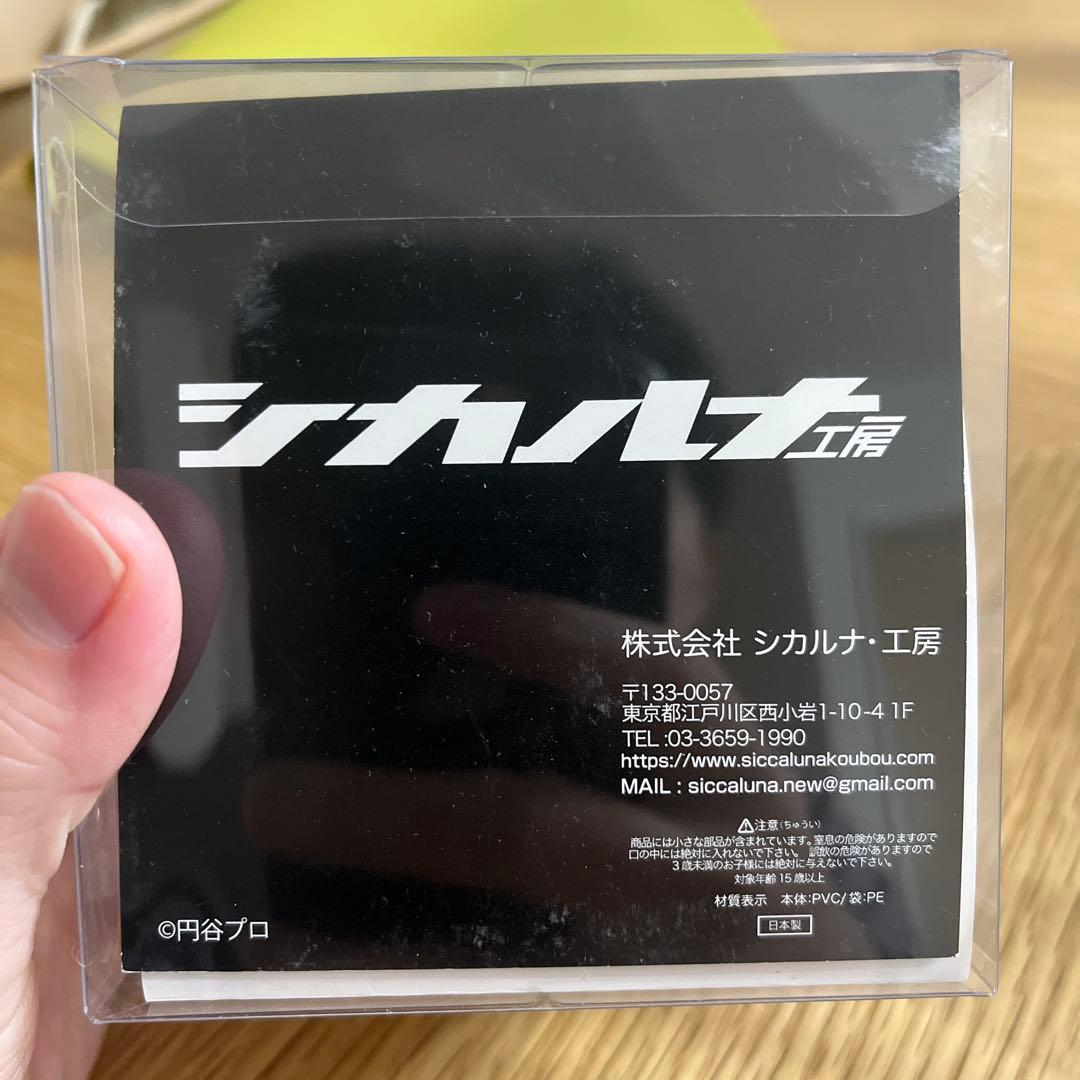 シカルナ工房
株式会社 シカルナ・工房
〒133-0057
東京都江戸川区西小岩1-10-4 1F
TEL :03-3659-1990
https://www.siccalunakoubou.com
MAIL : siccaluna.new@gmail.com
⚠注意(ちゅうい)
商品には小さな部品が含まれています。窒息の危険がありますので
口の中には絶対に入れないで下さい。 誤飲の危険がありますので
3歳未満のお子様には絶対に与えないで下さい。
対象年齢15歳以上
材質表示 本体:PVC/袋:PE
日本製
©円谷プロ